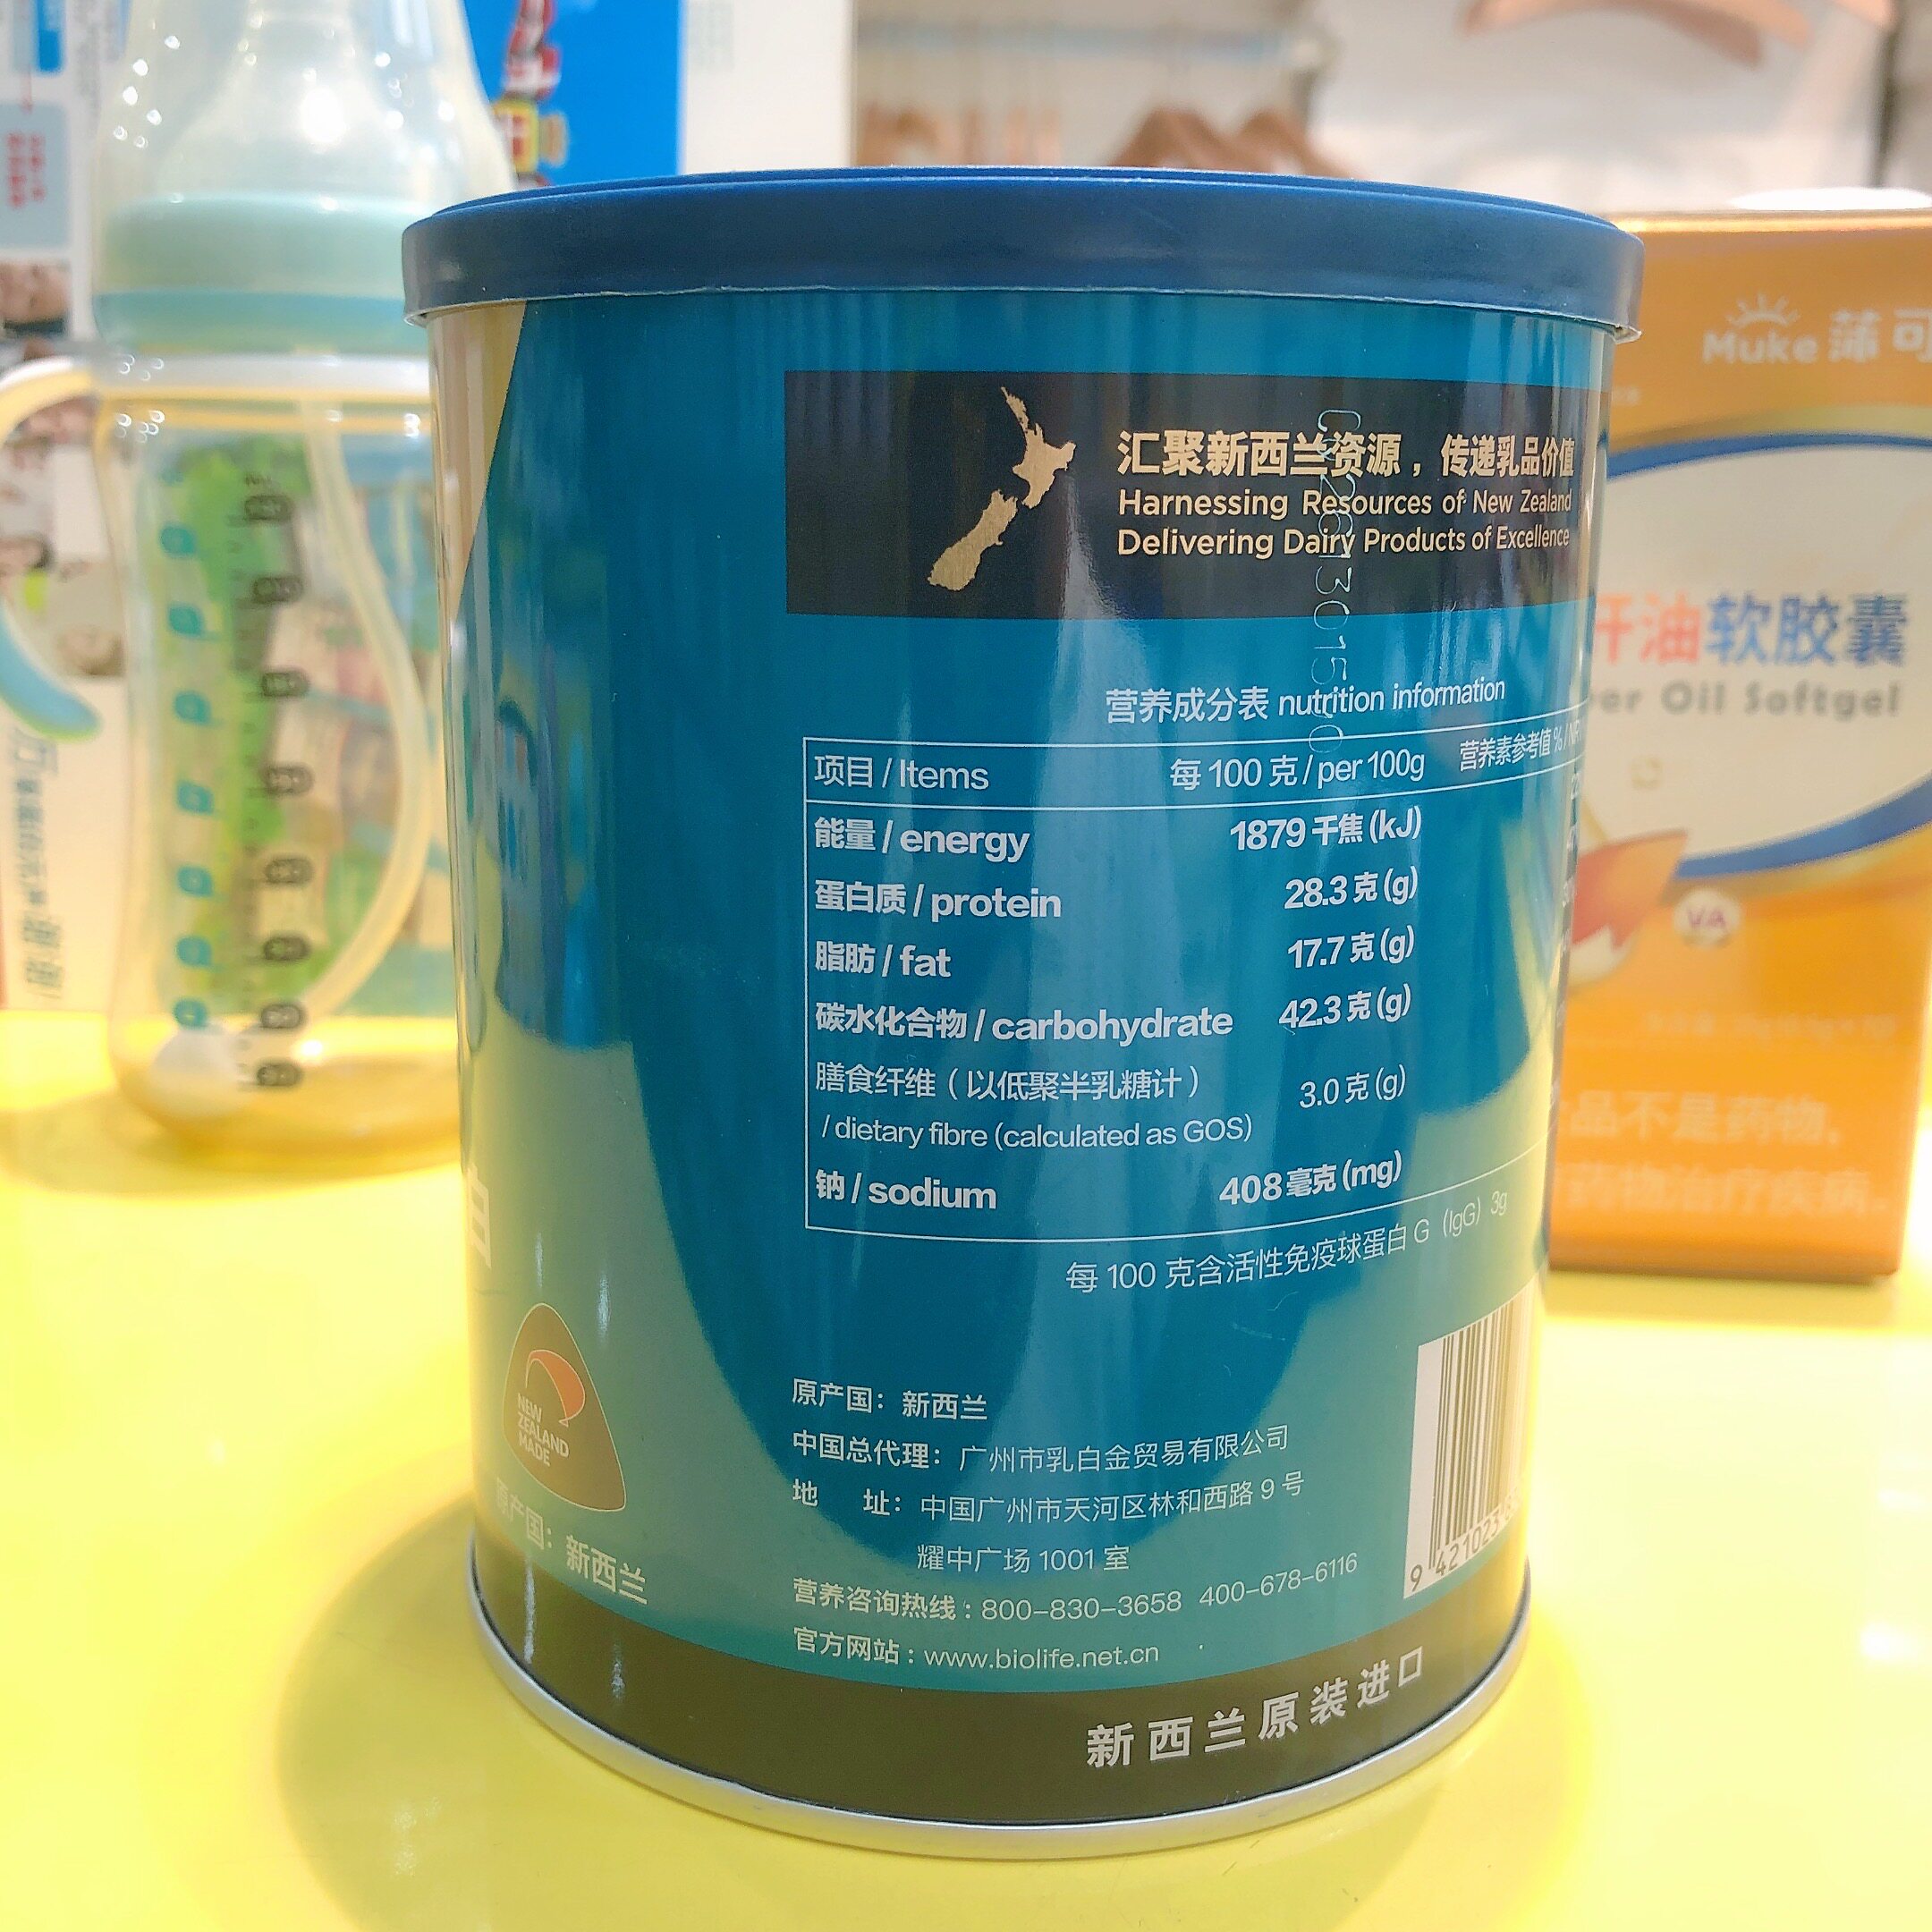 汇聚新西兰资源，传递乳品价值
Harnessing Resources of New Zealand
Delivering Dairy Products of Excellence
营养成分表 nutrition information
项目 / Items 每 100 克 / per 100g 营养素参考值 % /
能量 / energy 1879 千焦 (kJ)
蛋白质 / protein 28.3 克 (g)
脂肪 / fat 17.7 克 (g)
碳水化合物 / carbohydrate 42.3 克 (g)
膳食纤维（以低聚半乳糖计） 3.0 克 (g)
/ dietary fibre (calculated as GOS)
钠 / sodium 408 毫克 (mg)
每 100 克含活性免疫球蛋白 G（IgG）3g
原产国：新西兰
中国总代理：广州市乳白金贸易有限公司
地 址：中国广州市天河区林和西路 9 号
耀中广场 1001 室
营养咨询热线：800-830-3658 400-678-6116
官方网站：www.biolife.net.cn
新西兰原装进口
9 421023
白
NEW
ZEALAND
MADE
原产国：新西兰
Muke 蒎可
肝油软胶囊
er Oil Softgel
VA
品不是药物，
药物治疗疾病。